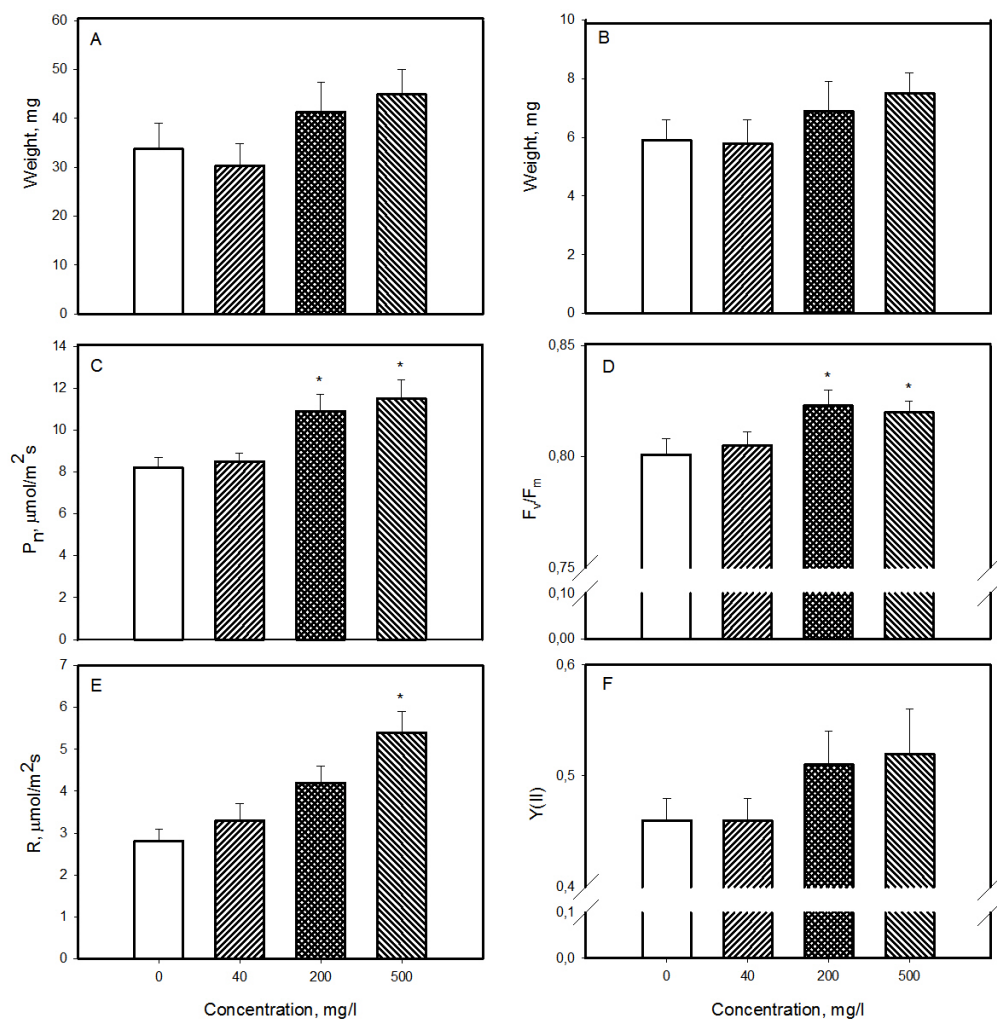 A
Weight, mg
60
50
40
30
20
10
0
B
Weight, mg
10
8
6
4
2
0
C
Pn, μmol/m2s
14
12
10
8
6
4
2
0
* *
D
Fv/Fm
0,85
0,80
0,75
0,10
0,00
* *
E
R, μmol/m2s
7
6
5
4
3
2
1
0
*
0 40 200 500
Concentration, mg/l
F
Y(II)
0,6
0,5
0,4
0,1
0,0
0 40 200 500
Concentration, mg/l